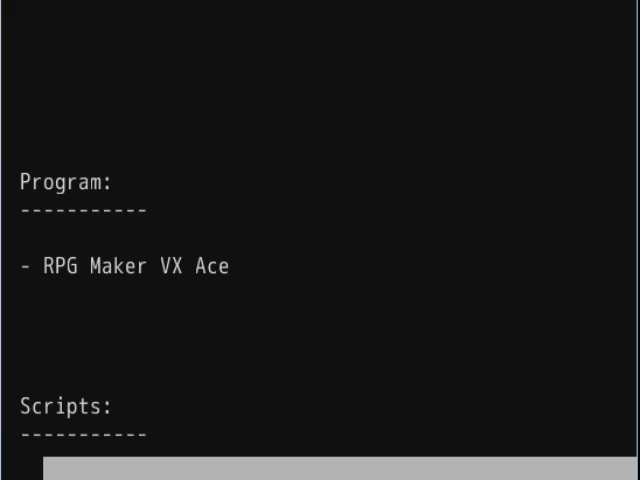 Program:
-----------
- RPG Maker VX Ace
Scripts:
-----------